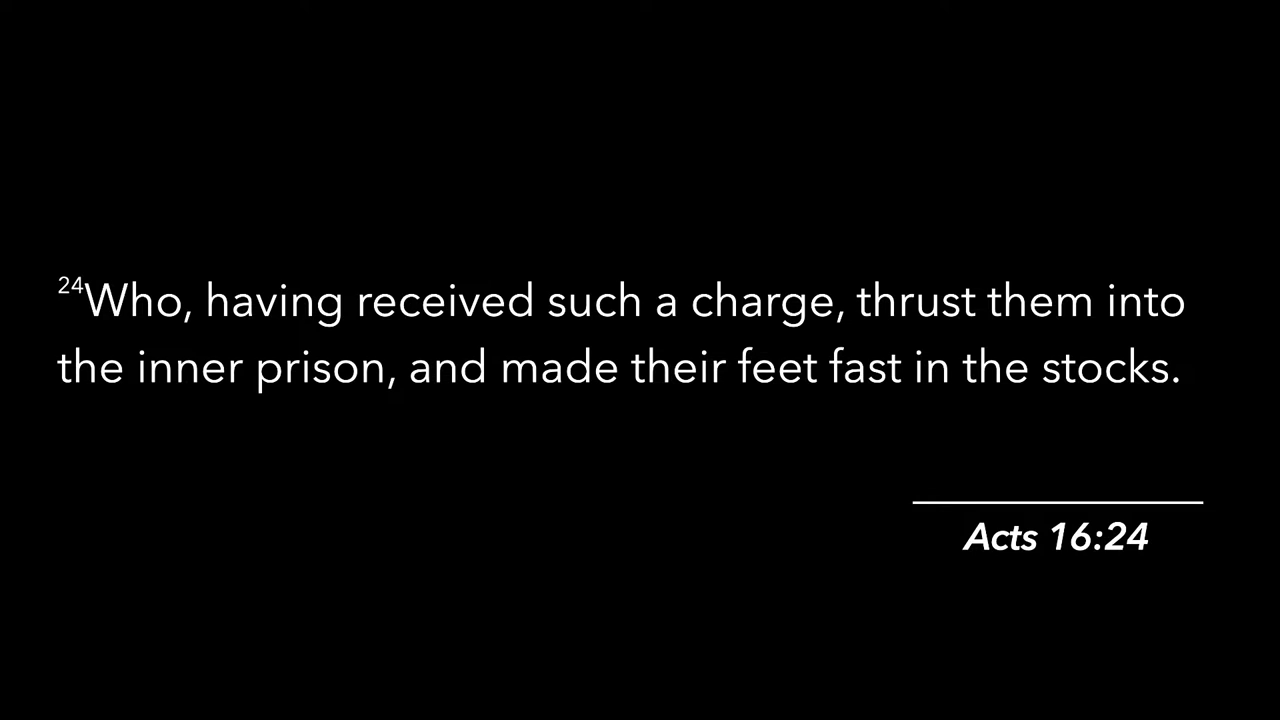 24Who, having received such a charge, thrust them into
the inner prison, and made their feet fast in the stocks.
Acts 16:24